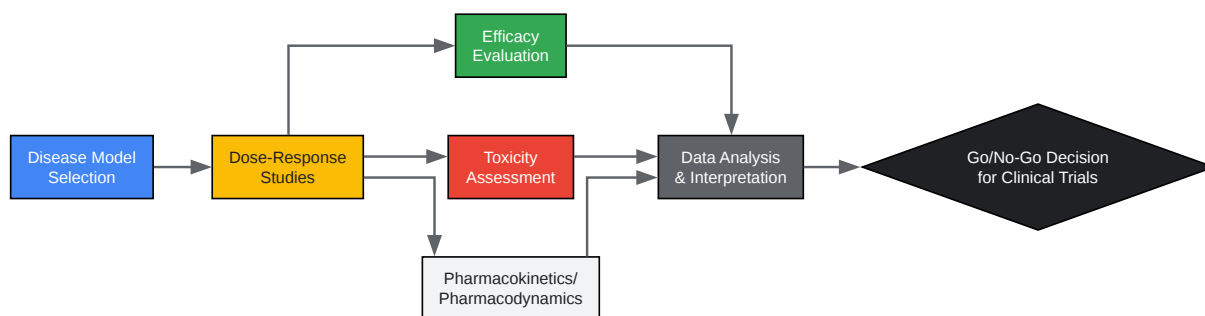 Efficacy
Evaluation
Disease Model
Selection
Dose-Response
Studies
Toxicity
Assessment
Data Analysis
& Interpretation
Go/No-Go Decision
for Clinical Trials
Pharmacokinetics/
Pharmacodynamics